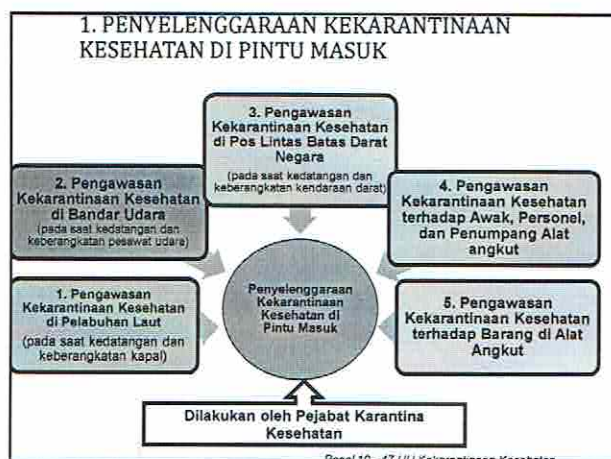 1. PENYELENGGARAAN KEKARANTINAAN
KESEHATAN DI PINTU MASUK
3. Pengawasan
Kekarantinaan Kesehatan
di Pos Lintas Batas Darat
Negara
(pada saat kedatangan dan
keberangkatan kendaraan darat)
2. Pengawasan
Kekarantinaan Kesehatan
di Bandar Udara
(pada saat kedatangan dan
keberangkatan pesawat udara)
4. Pengawasan
Kekarantinaan Kesehatan
terhadap Awak, Personel,
dan Penumpang Alat
angkut
1. Pengawasan
Kekarantinaan Kesehatan
di Pelabuhan Laut
(pada saat kedatangan dan
keberangkatan kapal)
Penyelenggaraan
Kekarantinaan
Kesehatan di
Pintu Masuk
5. Pengawasan
Kekarantinaan Kesehatan
terhadap Barang di Alat
Angkut
Dilakukan oleh Pejabat Karantina
Kesehatan
Kekarantinaan Kesehatan